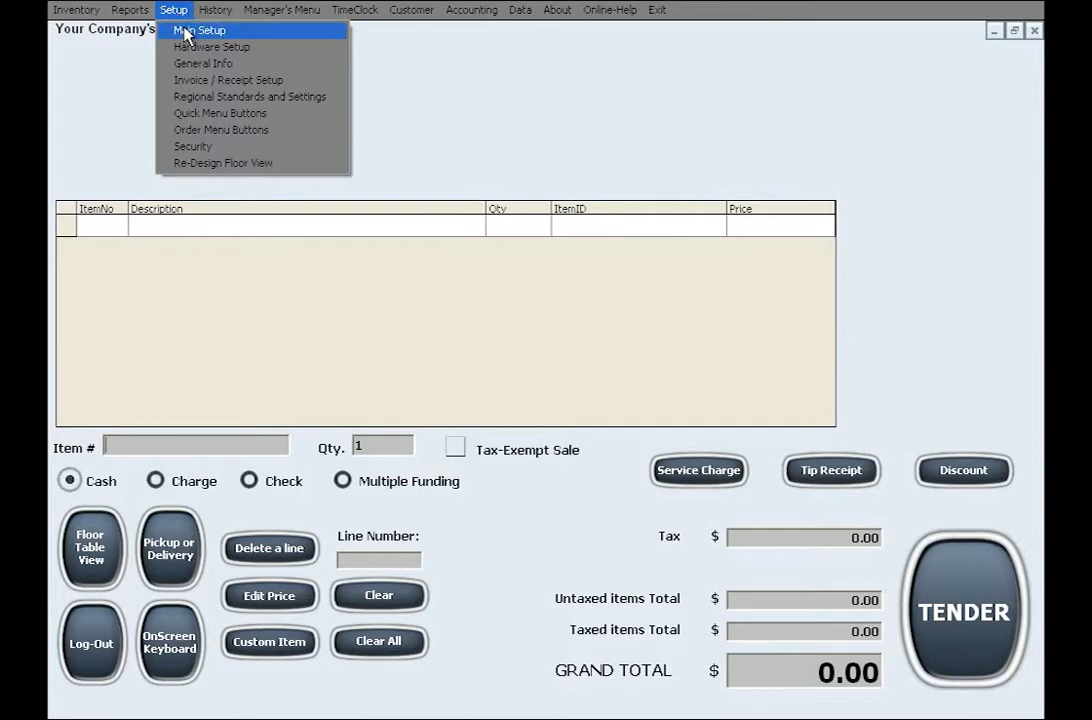 Inventory Reports Setup History Manager's Menu TimeClock Customer Accounting Data About Online-Help Exit
Your Company's
Main Setup
Hardware Setup
General Info
Invoice / Receipt Setup
Regional Standards and Settings
Quick Menu Buttons
Order Menu Buttons
Security
Re-Design Floor View
ItemNo Description Qty ItemID Price
Item # Qty. 1 Tax-Exempt Sale
Service Charge Tip Receipt Discount
Cash Charge Check Multiple Funding
Floor
Table
View
Pickup or
Delivery
Delete a line
Line Number:
Edit Price
Clear
Log-Out
OnScreen
Keyboard
Custom Item
Clear All
Tax $ 0.00
Untaxed items Total $ 0.00
Taxed items Total $ 0.00
GRAND TOTAL $ 0.00
TENDER